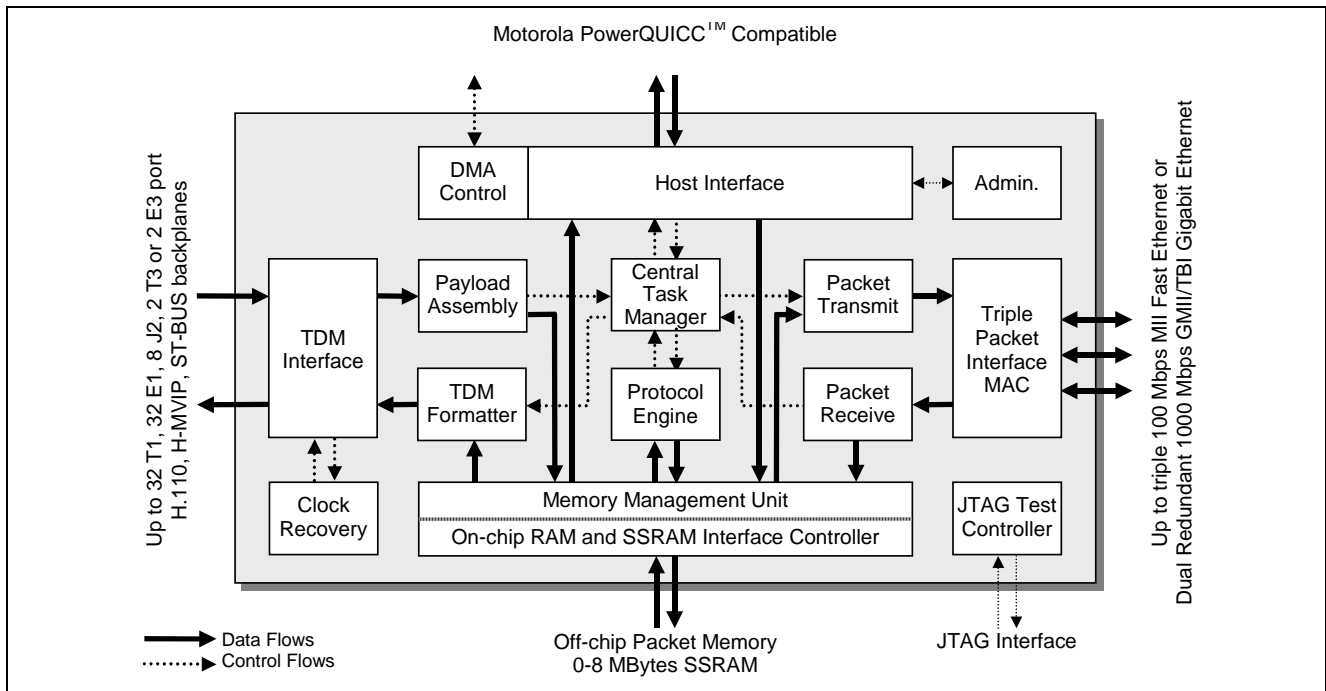 Motorola PowerQUICC™ Compatible
Up to 32 T1, 32 E1, 8 J2, 2 T3 or 2 E3 port
H.110, H-MVIP, ST-BUS backplanes
DMA
Control
Host Interface
Admin.
TDM
Interface
Payload
Assembly
Central
Task
Manager
Packet
Transmit
Triple
Packet
Interface
MAC
TDM
Formatter
Protocol
Engine
Packet
Receive
Clock
Recovery
Memory Management Unit
On-chip RAM and SSRAM Interface Controller
JTAG Test
Controller
Up to triple 100 Mbps MII Fast Ethernet or
Dual Redundant 1000 Mbps GMII/TBI Gigabit Ethernet
Data Flows
Control Flows
Off-chip Packet Memory
0-8 MBytes SSRAM
JTAG Interface